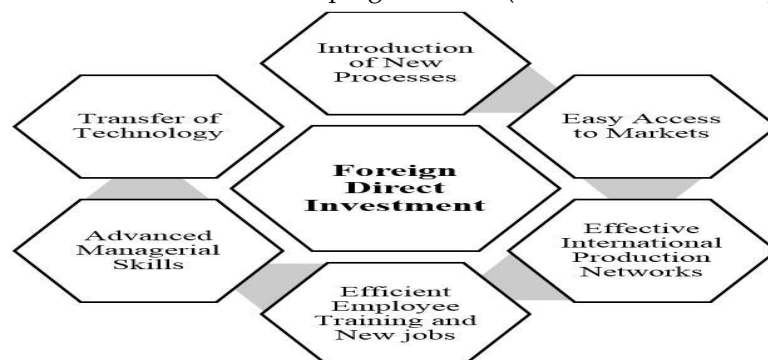 Introduction
of New
Processes
Transfer of
Technology
Easy Access
to Markets
Foreign
Direct
Investment
Advanced
Managerial
Skills
Effective
International
Production
Networks
Efficient
Employee
Training and
New jobs